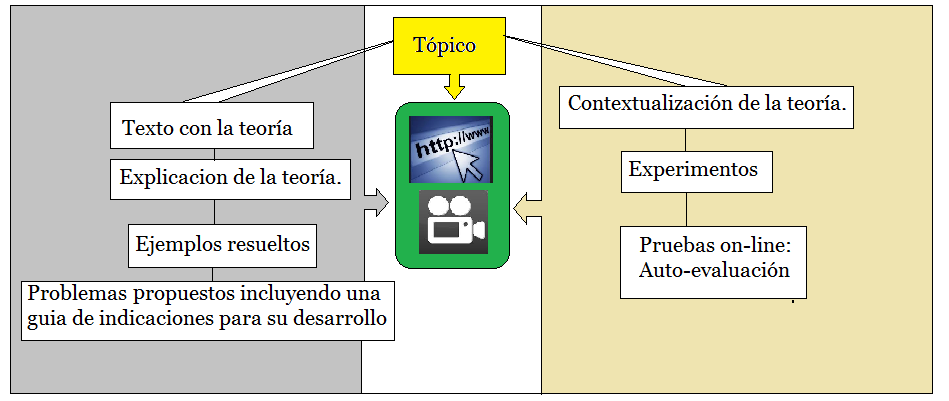 Tópico
Texto con la teoría
Explicacion de la teoría.
Ejemplos resueltos
Problemas propuestos incluyendo una
guia de indicaciones para su desarrollo
http://www
Contextualización de la teoría.
Experimentos
Pruebas on-line:
Auto-evaluación